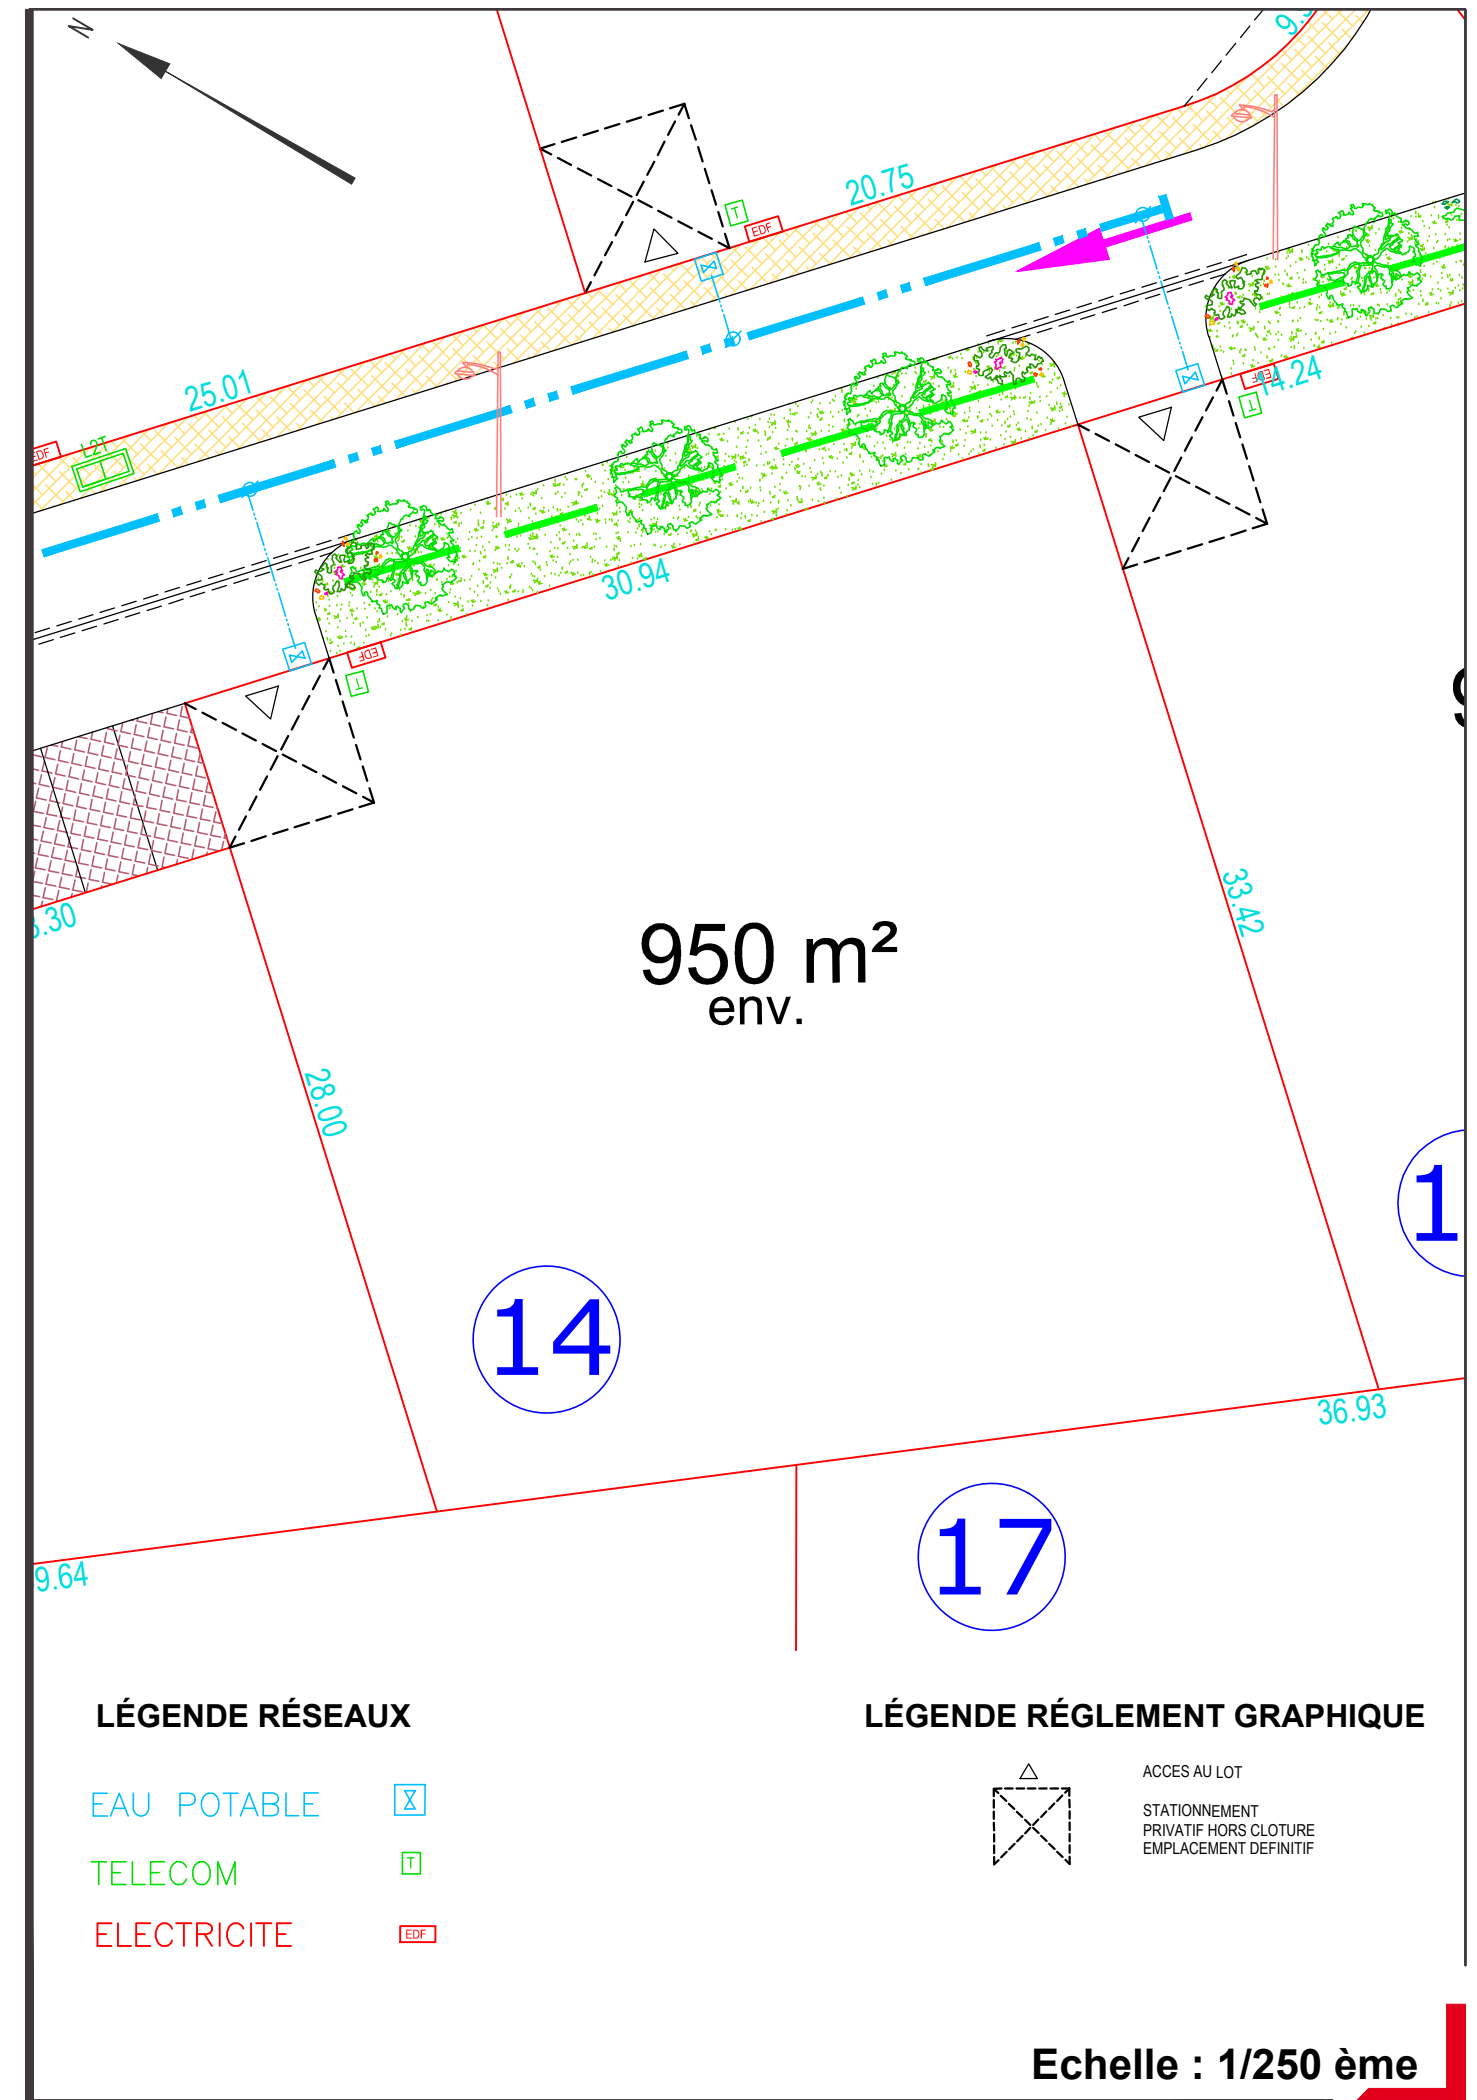 N
20.75
T
EDF
25.01
EDF
L2T
EDF
14.24
T
30.94
EDF
T
33.42
950 m²
env.
28.00
14
17
36.93
9.64
LÉGENDE RÉSEAUX
EAU POTABLE
TELECOM
T
ELECTRICITE
EDF
LÉGENDE RÉGLEMENT GRAPHIQUE
ACCES AU LOT
STATIONNEMENT
PRIVATIF HORS CLOTURE
EMPLACEMENT DEFINITIF
Echelle : 1/250 ème